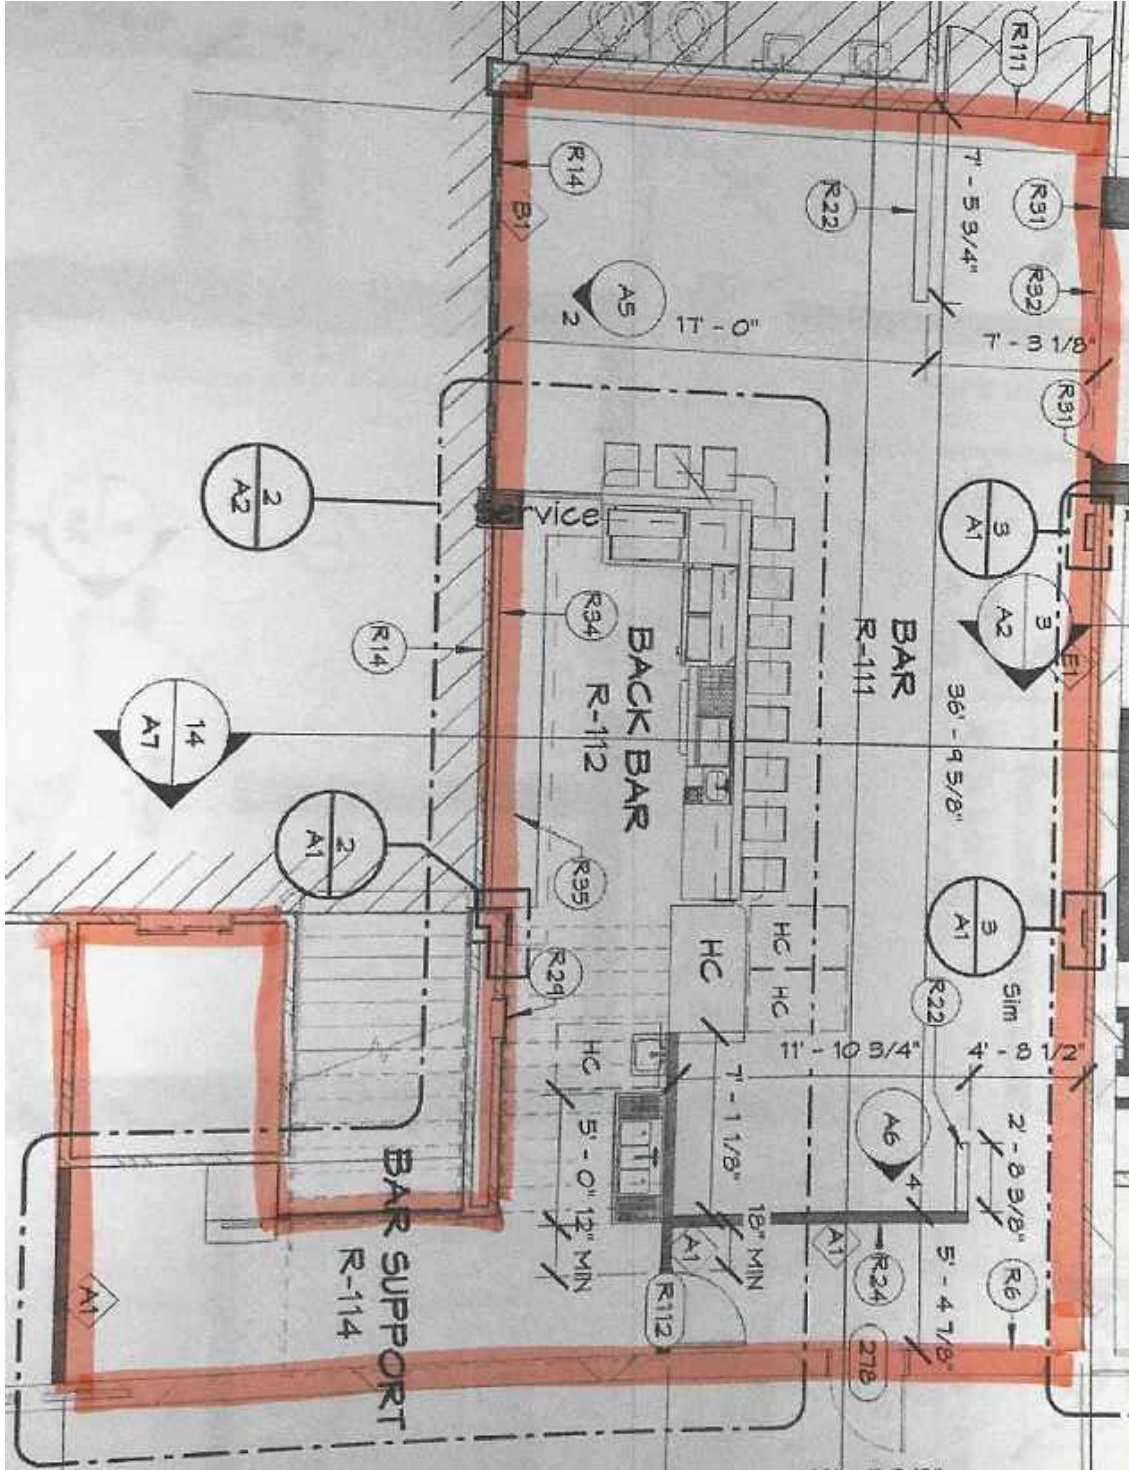 R111
R14
B1
R22
7' - 5 3/4"
R31
R32
A5
2
17' - 0"
7' - 3 1/8"
R31
2
A2
Service
3
A1
3
A2
E1
R34
R14
BACK BAR
R-112
BAR
R-111
36' - 9 5/8"
14
A7
2
A1
R35
R29
HC
HC
HC
HC
3
A1
Sim
R22
11' - 10 3/4"
4' - 8 1/2"
7' - 1 1/8"
5' - 0"
12" MIN
18" MIN
A6
4
2' - 8 3/8"
BAR SUPPORT
R-114
A1
A1
A1
R24
R6
5' - 4 7/8"
R112
278